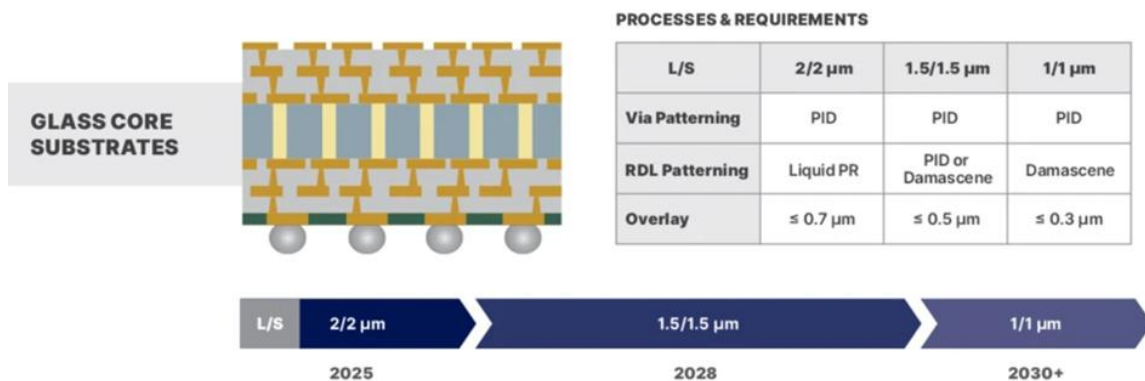 PROCESSES & REQUIREMENTS
L/S 2/2 µm 1.5/1.5 µm 1/1 µm
Via Patterning PID PID PID
RDL Patterning Liquid PR PID or Damascene Damascene
Overlay ≤ 0.7 µm ≤ 0.5 µm ≤ 0.3 µm
GLASS CORE
SUBSTRATES
L/S 2/2 µm 1.5/1.5 µm 1/1 µm
2025 2028 2030+